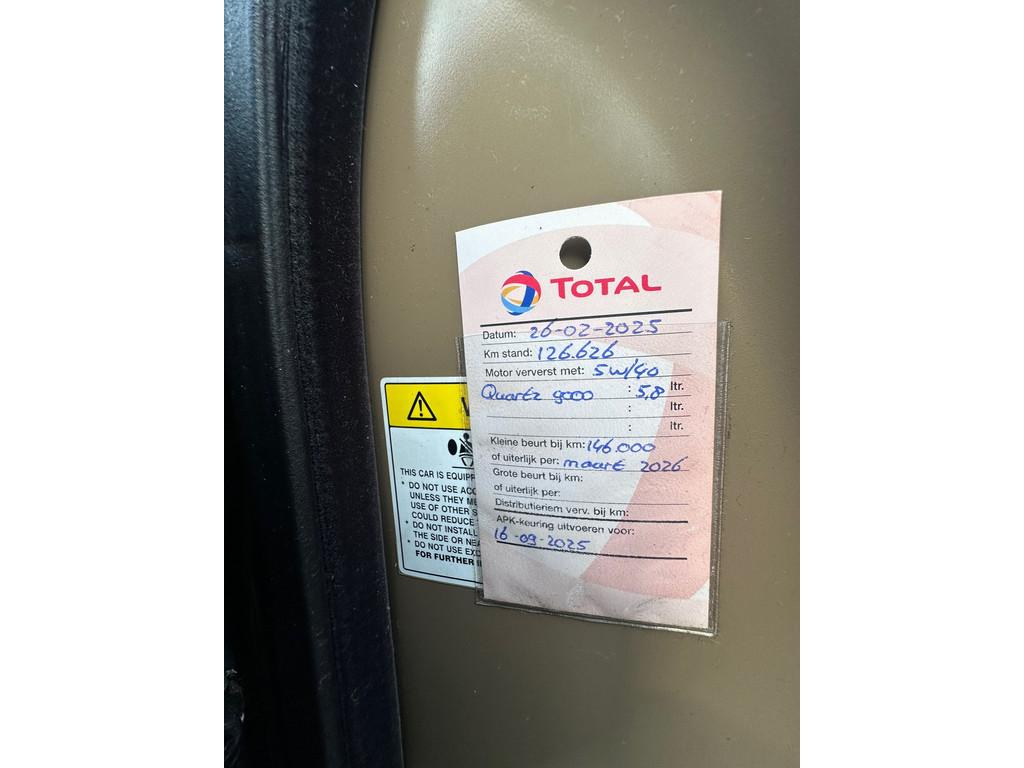 TOTAL
Datum: 26-02-2025
Km stand: 126.626
Motor ververst met: 5W/40
Quartz 9000 : 5,8 ltr.
: ltr.
: ltr.
Kleine beurt bij km: 146.000
of uiterlijk per: maart 2026
Grote beurt bij km:
of uiterlijk per:
Distributieriem verv. bij km:
APK-keuring uitvoeren voor:
16-09-2025
THIS CAR IS EQUIPP
* DO NOT USE ACC
UNLESS THEY ME
USE OF OTHER S
COULD REDUCE
* DO NOT INSTALL
THE SIDE OR NEA
* DO NOT USE EXC
FOR FURTHER